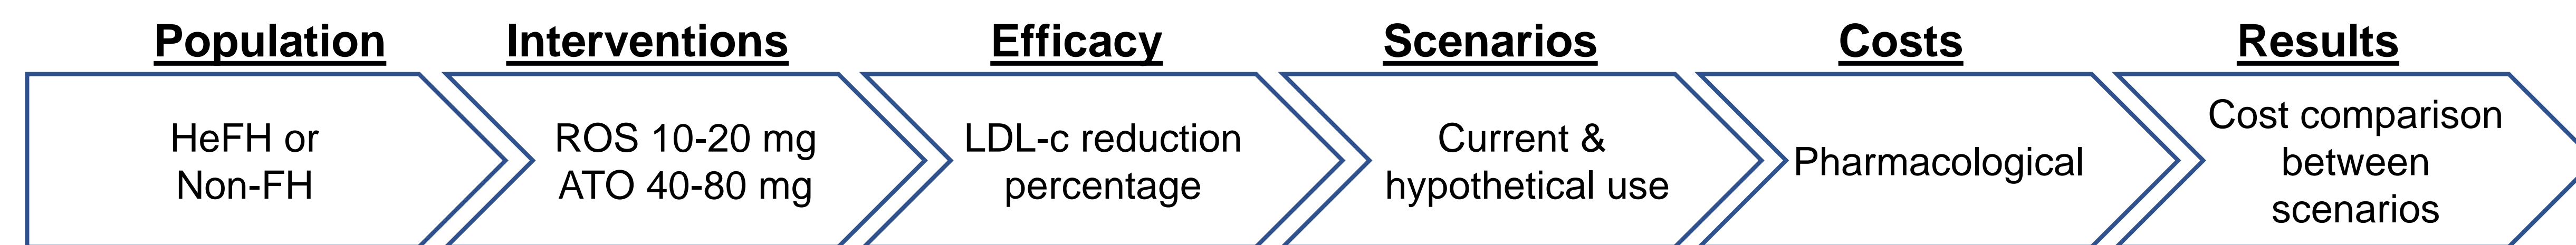 Population
HeFH or
Non-FH
Interventions
ROS 10-20 mg
ATO 40-80 mg
Efficacy
LDL-c reduction
percentage
Scenarios
Current &
hypothetical use
Costs
Pharmacological
Results
Cost comparison
between
scenarios